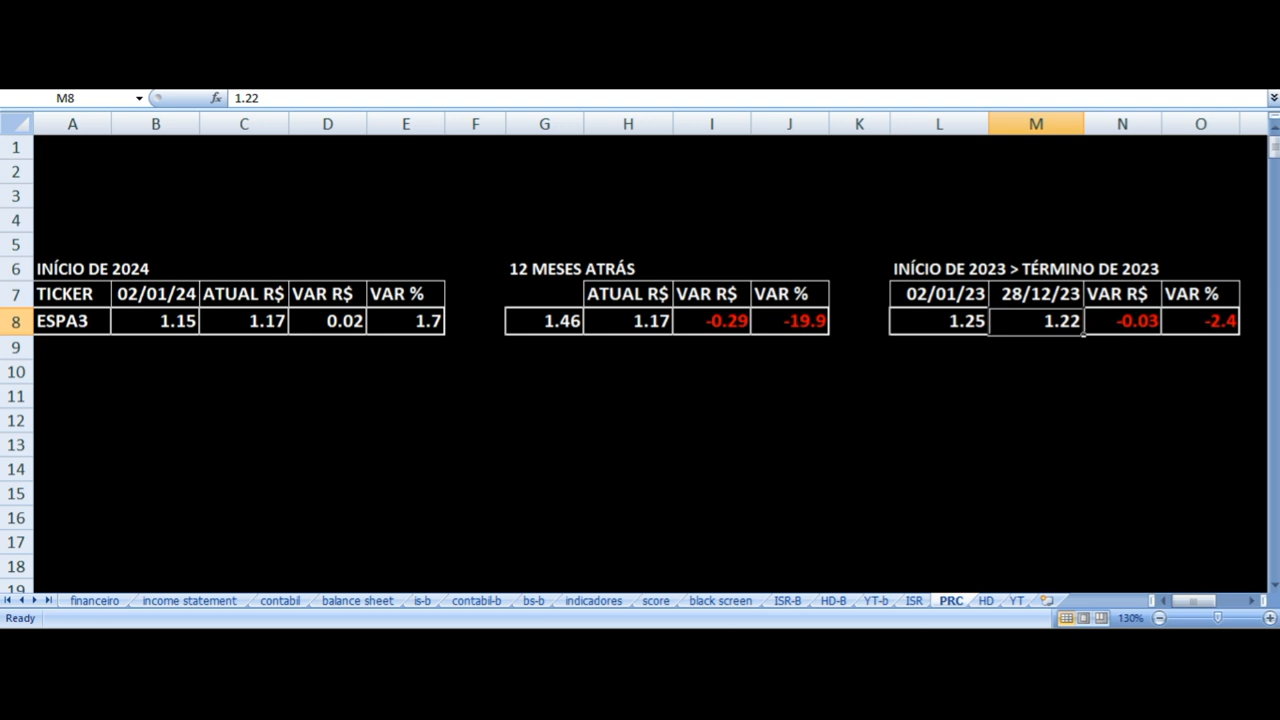 M8 fx 1.22
A B C D E F G H I J K L M N O
1
2
3
4
5
6 INÍCIO DE 2024 12 MESES ATRÁS INÍCIO DE 2023 > TÉRMINO DE 2023
7 TICKER 02/01/24 ATUAL R$ VAR R$ VAR % ATUAL R$ VAR R$ VAR % 02/01/23 28/12/23 VAR R$ VAR %
8 ESPA3 1.15 1.17 0.02 1.7 1.46 1.17 -0.29 -19.9 1.25 1.22 -0.03 -2.4
9
10
11
12
13
14
15
16
17
18
19
financeiro income statement contabil balance sheet is-b contabil-b bs-b indicadores score black screen ISR-B HD-B YT-b ISR PRC HD YT
Ready 130%